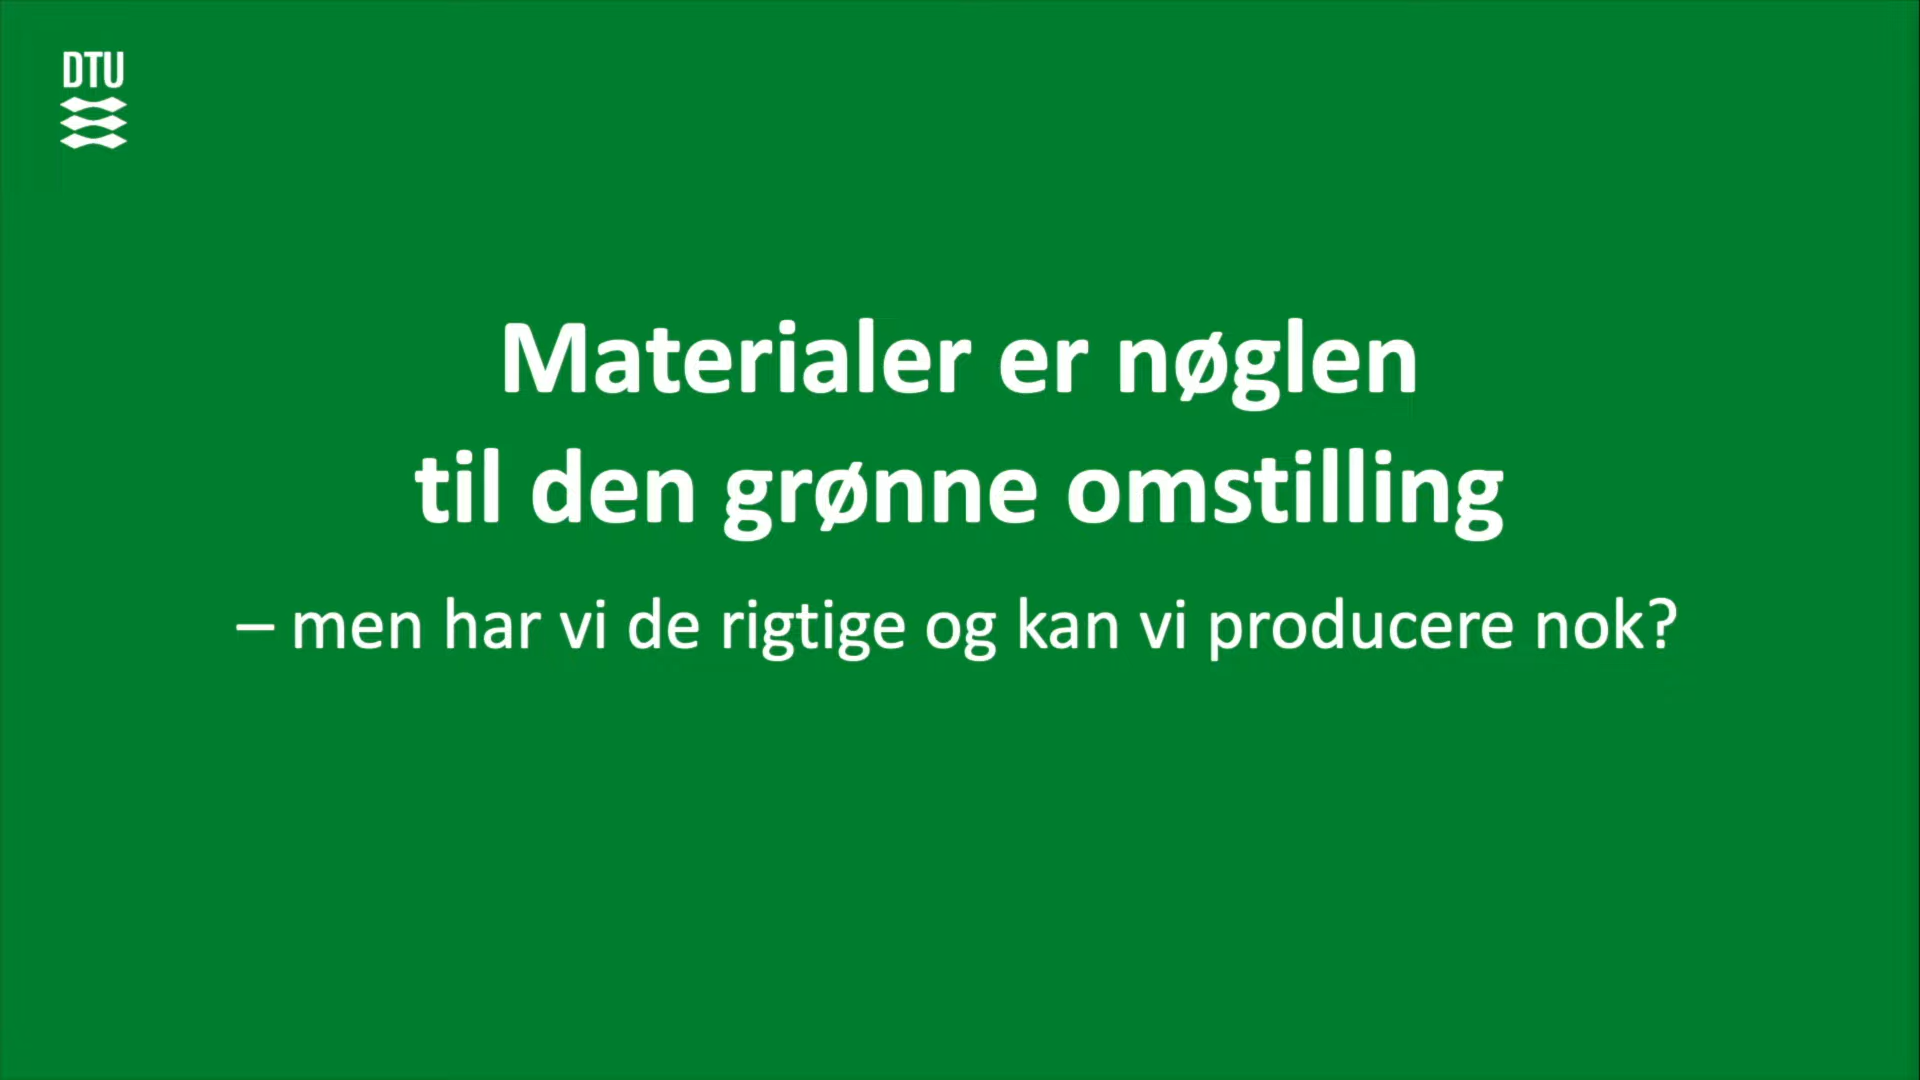 DTU
Materialer er nøglen
til den grønne omstilling
– men har vi de rigtige og kan vi producere nok?